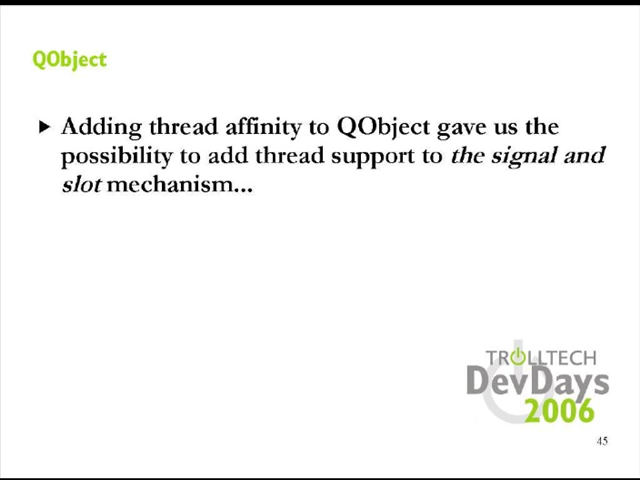 QObject
Adding thread affinity to QObject gave us the
possibility to add thread support to the signal and
slot mechanism...
TROLLTECH
DevDays
2006
45